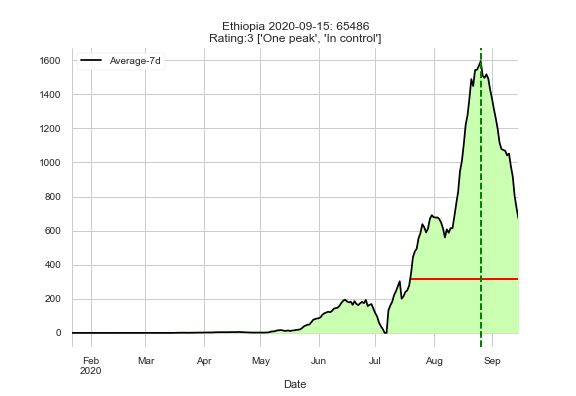 Ethiopia 2020-09-15: 65486
Rating:3 ['One peak', 'In control']
Average-7d
1600
1400
1200
1000
800
600
400
200
0
Feb Mar Apr May Jun Jul Aug Sep
2020
Date